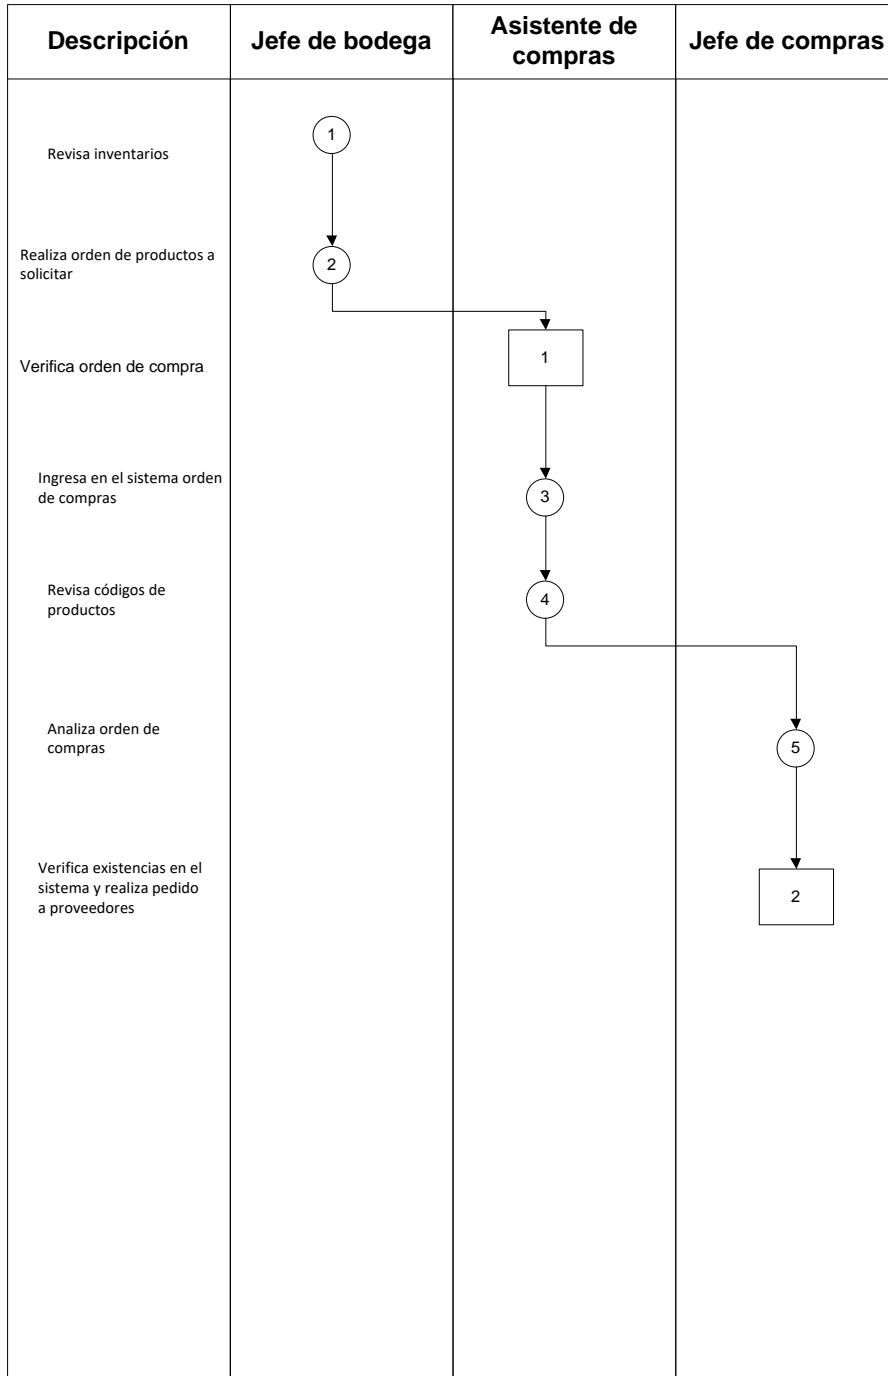 Descripción
Jefe de bodega
Asistente de
compras
Jefe de compras
Revisa inventarios
1
Realiza orden de productos a
solicitar
2
Verifica orden de compra
1
Ingresa en el sistema orden
de compras
3
Revisa códigos de
productos
4
Analiza orden de
compras
5
Verifica existencias en el
sistema y realiza pedido
a proveedores
2